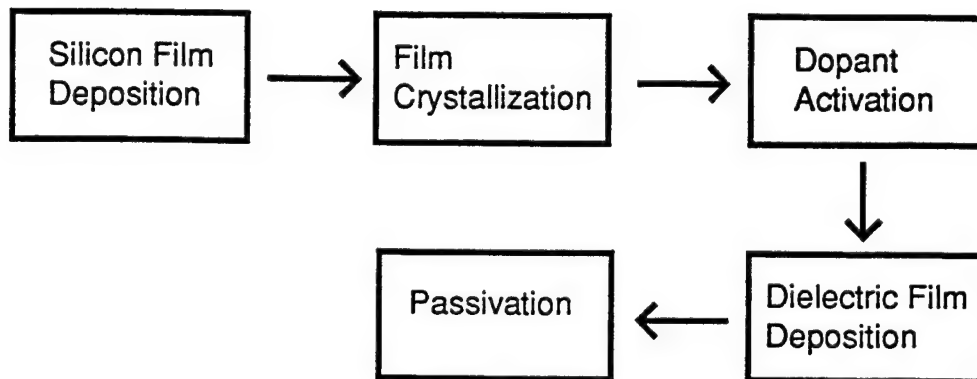 Silicon Film
Deposition
Film
Crystallization
Dopant
Activation
Dielectric Film
Deposition
Passivation